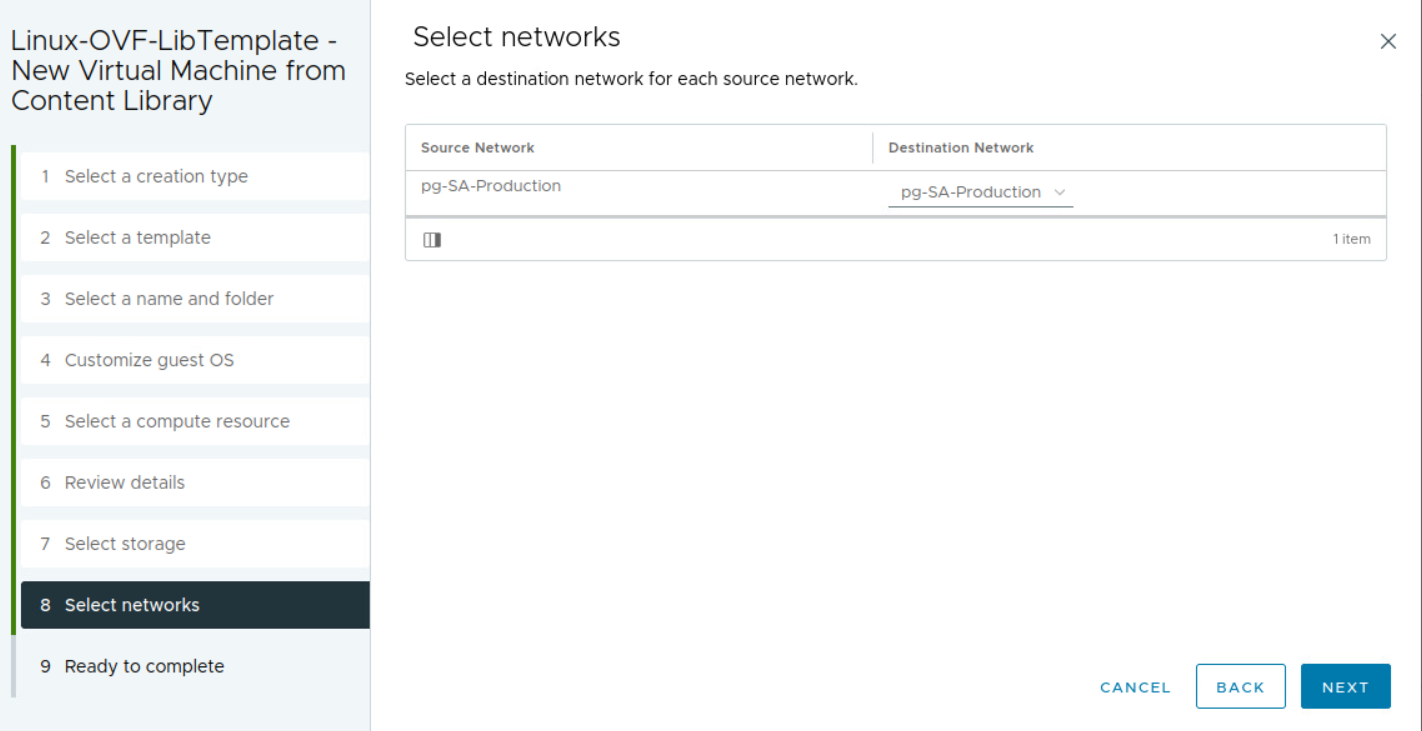 Linux-OVF-LibTemplate -
New Virtual Machine from
Content Library
1 Select a creation type
2 Select a template
3 Select a name and folder
4 Customize guest OS
5 Select a compute resource
6 Review details
7 Select storage
8 Select networks
9 Ready to complete
Select networks
Select a destination network for each source network.
Source Network Destination Network
pg-SA-Production pg-SA-Production
1 item
CANCEL BACK NEXT